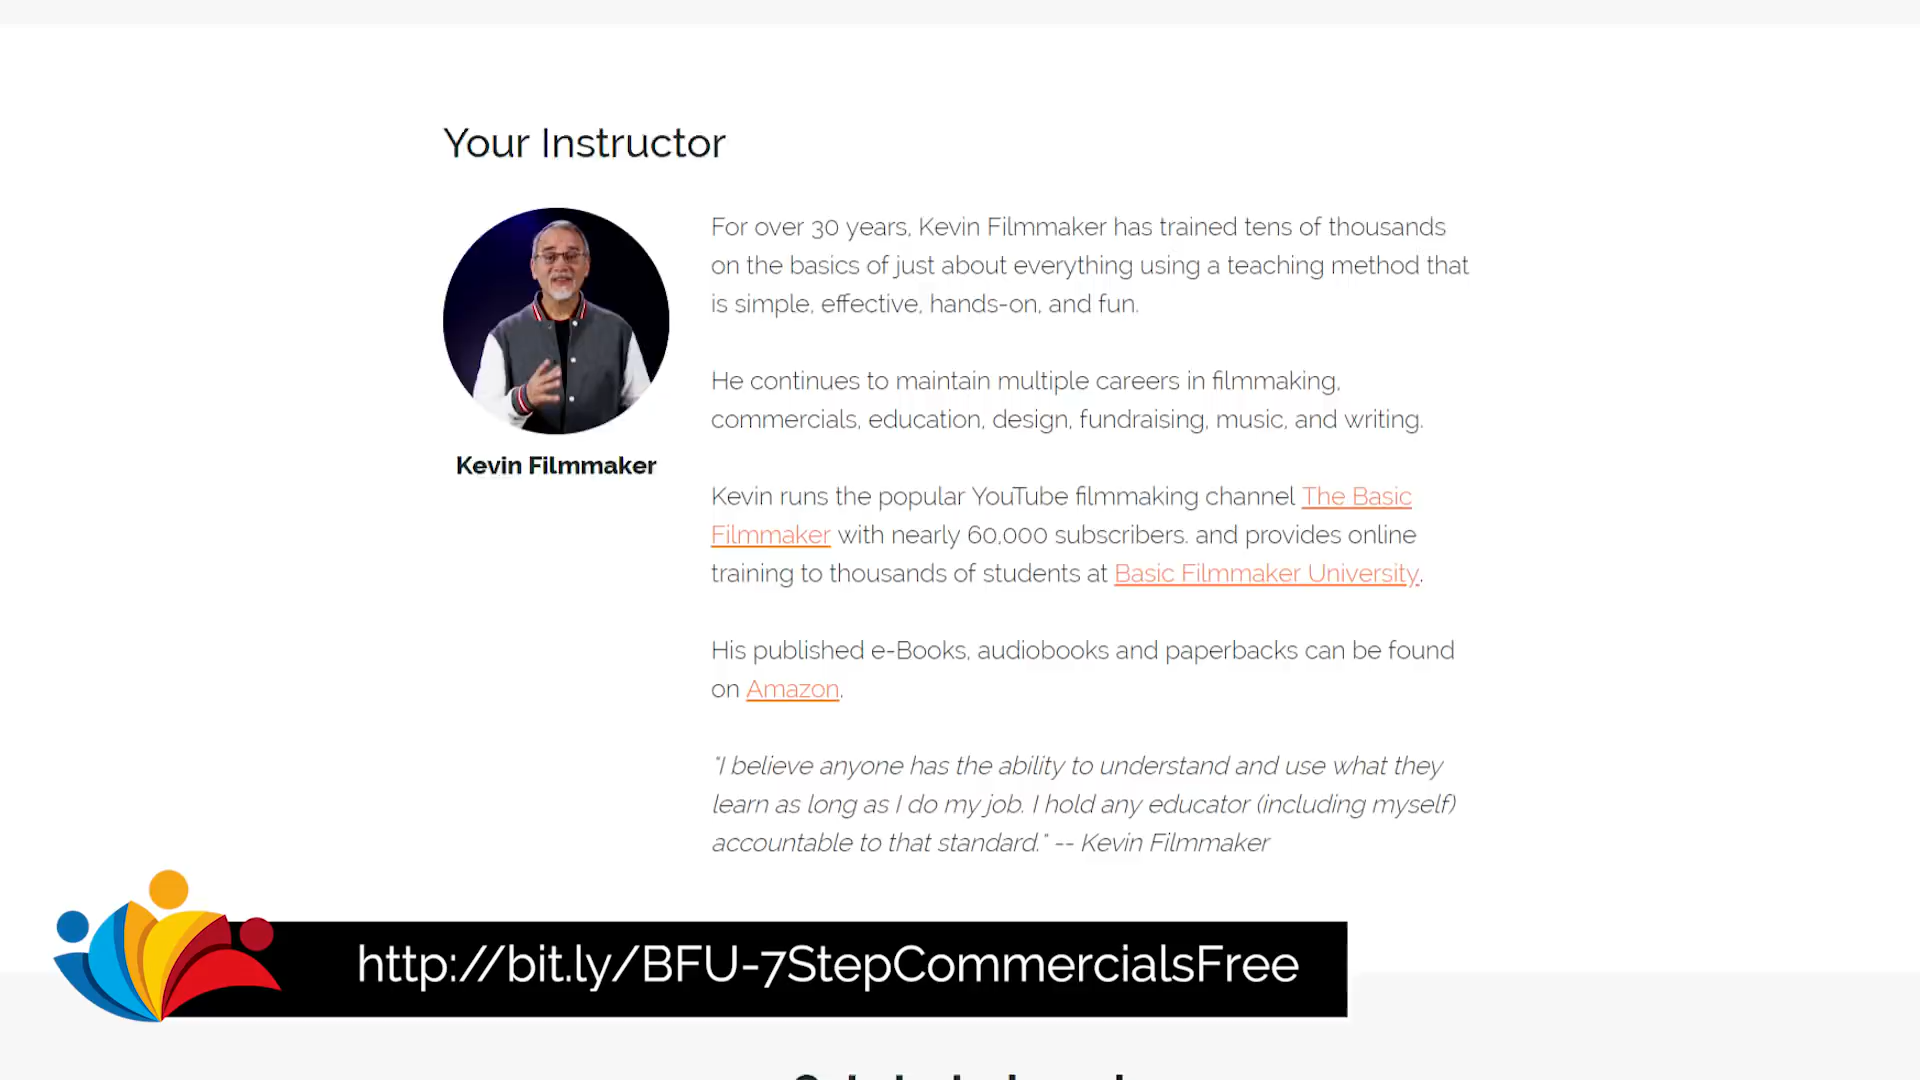 Your Instructor
For over 30 years, Kevin Filmmaker has trained tens of thousands
on the basics of just about everything using a teaching method that
is simple, effective, hands-on, and fun.
He continues to maintain multiple careers in filmmaking,
commercials, education, design, fundraising, music, and writing.
Kevin Filmmaker
Kevin runs the popular YouTube filmmaking channel The Basic
Filmmaker with nearly 60,000 subscribers. and provides online
training to thousands of students at Basic Filmmaker University.
His published e-Books, audiobooks and paperbacks can be found
on Amazon.
"I believe anyone has the ability to understand and use what they
learn as long as I do my job. I hold any educator (including myself)
accountable to that standard." -- Kevin Filmmaker
http://bit.ly/BFU-7StepCommercialsFree